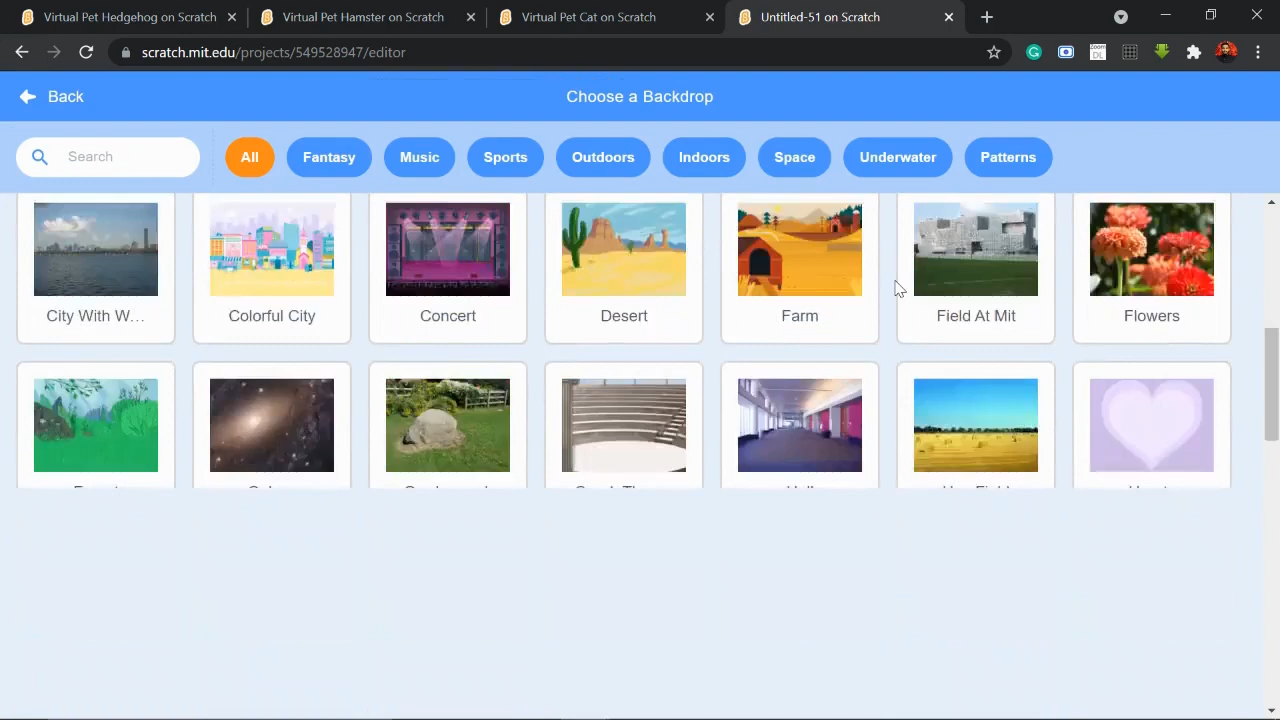 Virtual Pet Hedgehog on Scratch
Virtual Pet Hamster on Scratch
Virtual Pet Cat on Scratch
Untitled-51 on Scratch
scratch.mit.edu/projects/549528947/editor
Zoom DL
Back
Choose a Backdrop
Search
All
Fantasy
Music
Sports
Outdoors
Indoors
Space
Underwater
Patterns
City With W...
Colorful City
Concert
Desert
Farm
Field At Mit
Flowers